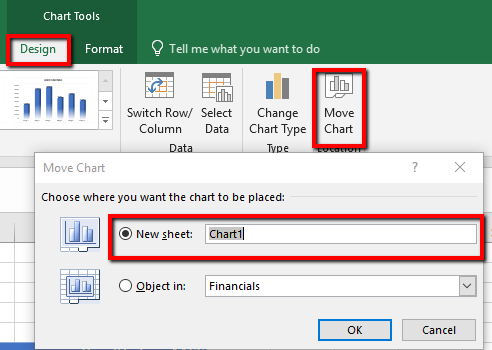 Chart Tools
Design Format Tell me what you want to do
Switch Row/ Column
Select Data
Change Chart Type
Move Chart
Data Type Location
Move Chart ? ×
Choose where you want the chart to be placed:
New sheet: Chart1
Object in: Financials
OK Cancel